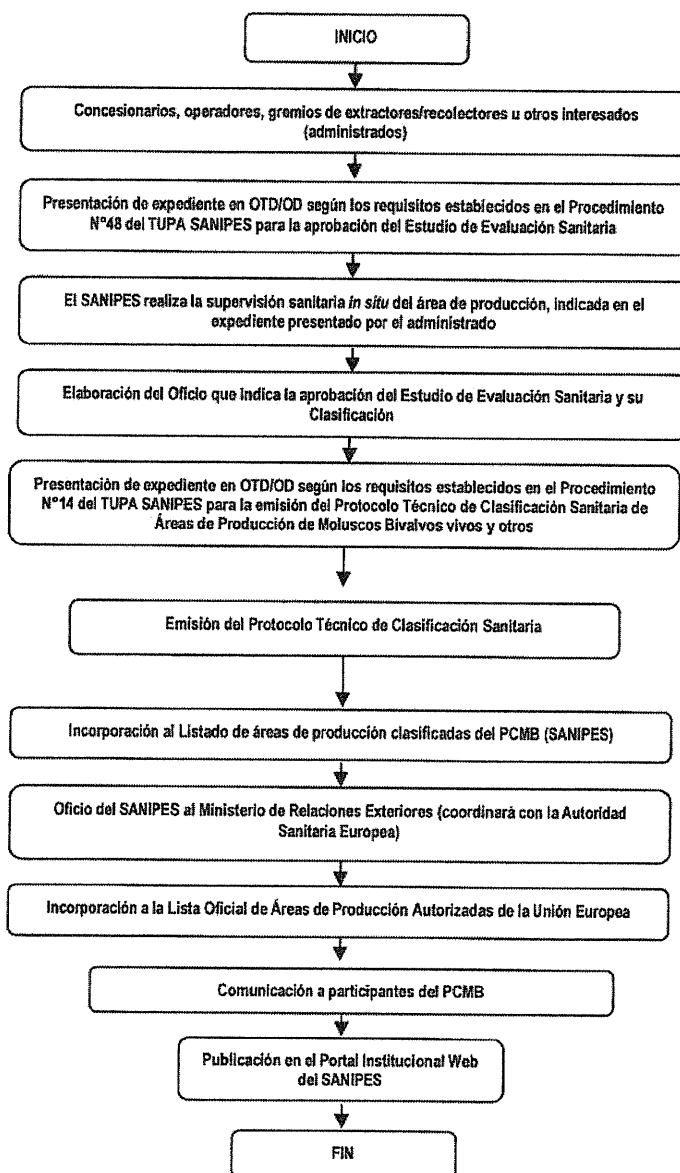 INICIO
Concesionarios, operadores, gremios de extractores/recolectores u otros interesados
(administrados)
Presentación de expediente en OTD/OD según los requisitos establecidos en el Procedimiento
N°48 del TUPA SANIPES para la aprobación del Estudio de Evaluación Sanitaria
El SANIPES realiza la supervisión sanitaria in situ del área de producción, indicada en el
expediente presentado por el administrado
Elaboración del Oficio que indica la aprobación del Estudio de Evaluación Sanitaria y su
Clasificación
Presentación de expediente en OTD/OD según los requisitos establecidos en el Procedimiento
N°14 del TUPA SANIPES para la emisión del Protocolo Técnico de Clasificación Sanitaria de
Áreas de Producción de Moluscos Bivalvos vivos y otros
Emisión del Protocolo Técnico de Clasificación Sanitaria
Incorporación al Listado de áreas de producción clasificadas del PCMB (SANIPES)
Oficio del SANIPES al Ministerio de Relaciones Exteriores (coordinará con la Autoridad
Sanitaria Europea)
Incorporación a la Lista Oficial de Áreas de Producción Autorizadas de la Unión Europea
Comunicación a participantes del PCMB
Publicación en el Portal Institucional Web
del SANIPES
FIN